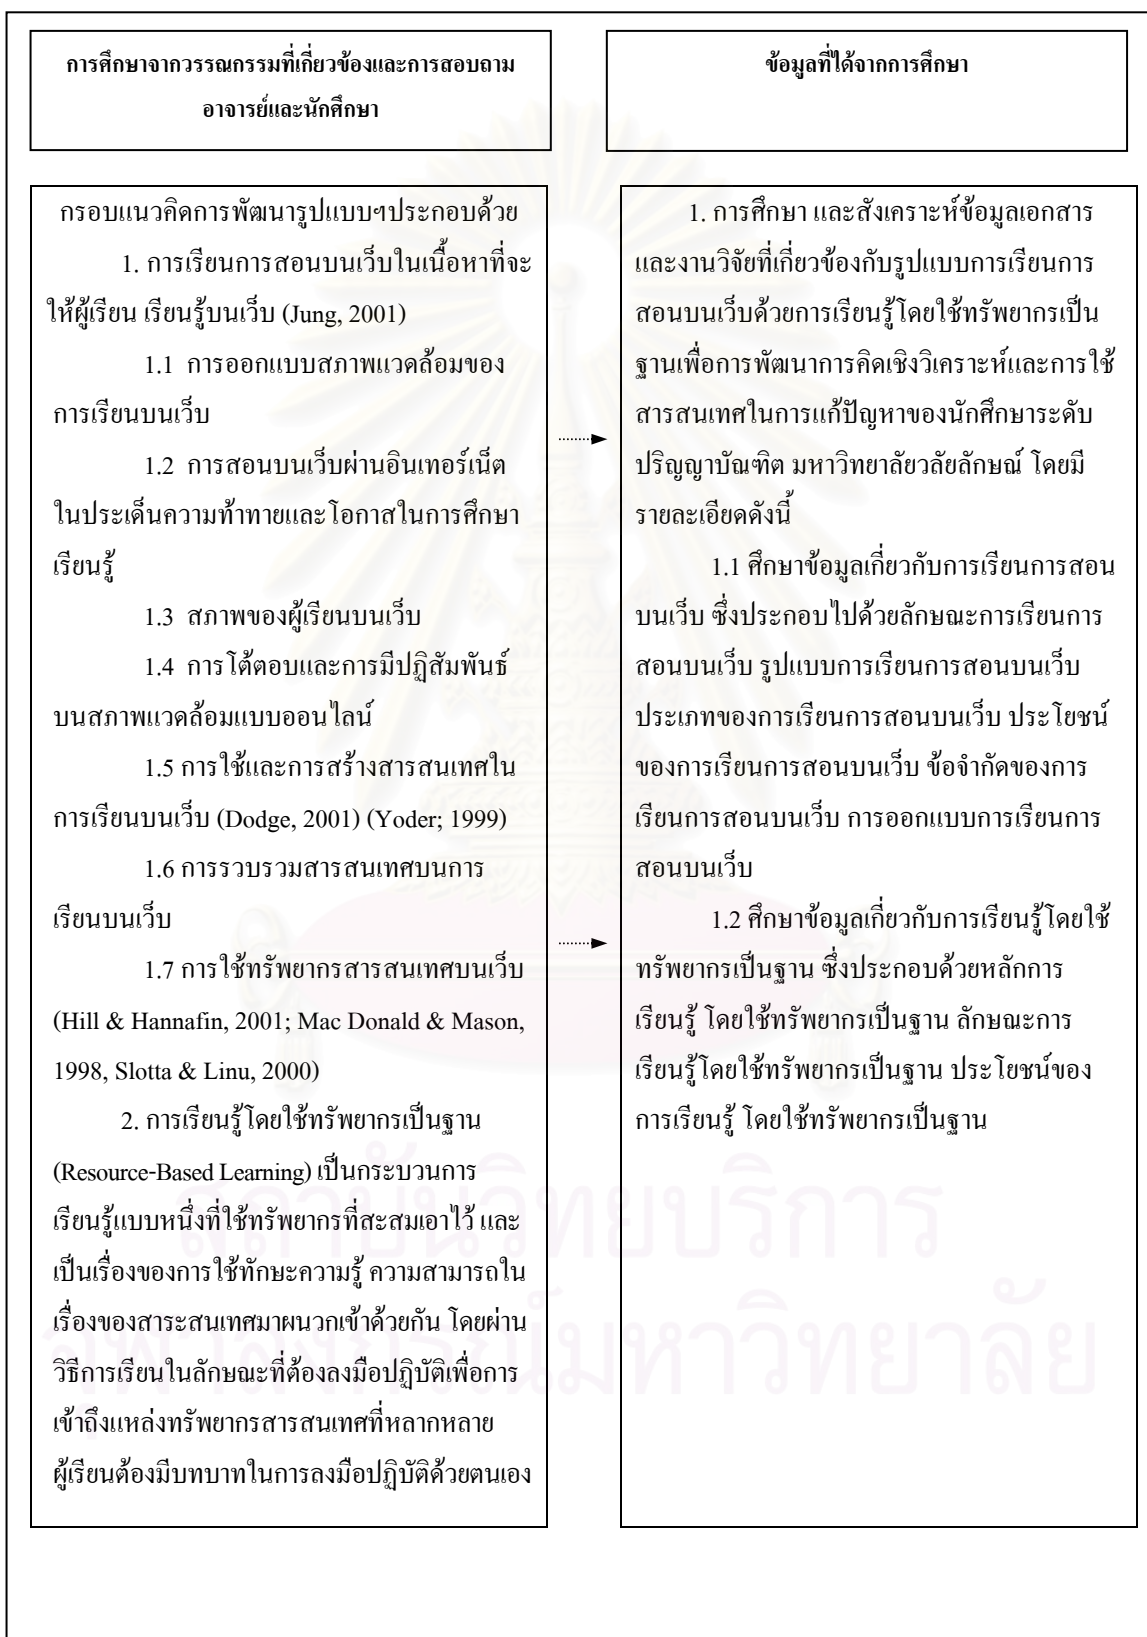 การศึกษาจากวรรณกรรมที่เกี่ยวข้องและการสอบถาม
อาจารย์และนักศึกษา
ข้อมูลที่ได้จากการศึกษา
กรอบแนวคิดการพัฒนารูปแบบฯประกอบด้วย
1. การเรียนการสอนบนเว็บในเนื้อหาที่จะ
ให้ผู้เรียน เรียนรู้บนเว็บ (Jung, 2001)
1.1 การออกแบบสภาพแวดล้อมของ
การเรียนบนเว็บ
1.2 การสอนบนเว็บผ่านอินเทอร์เน็ต
ในประเด็นความท้าทายและโอกาสในการศึกษา
เรียนรู้
1.3 สภาพของผู้เรียนบนเว็บ
1.4 การโต้ตอบและการมีปฏิสัมพันธ์
บนสภาพแวดล้อมแบบออนไลน์
1.5 การใช้และการสร้างสารสนเทศใน
การเรียนบนเว็บ (Dodge, 2001) (Yoder; 1999)
1.6 การรวบรวมสารสนเทศบนการ
เรียนบนเว็บ
1.7 การใช้ทรัพยากรสารสนเทศบนเว็บ
(Hill & Hannafin, 2001; Mac Donald & Mason,
1998, Slotta & Linu, 2000)
2. การเรียนรู้โดยใช้ทรัพยากรเป็นฐาน
(Resource-Based Learning) เป็นกระบวนการ
เรียนรู้แบบหนึ่งที่ใช้ทรัพยากรที่สะสมเอาไว้ และ
เป็นเรื่องของการใช้ทักษะความรู้ ความสามารถใน
เรื่องของสาระสนเทศมาผนวกเข้าด้วยกัน โดยผ่าน
วิธีการเรียนในลักษณะที่ต้องลงมือปฏิบัติเพื่อการ
เข้าถึงแหล่งทรัพยากรสารสนเทศที่หลากหลาย
ผู้เรียนต้องมีบทบาทในการลงมือปฏิบัติด้วยตนเอง
1. การศึกษา และสังเคราะห์ข้อมูลเอกสาร
และงานวิจัยที่เกี่ยวข้องกับรูปแบบการเรียนการ
สอนบนเว็บด้วยการเรียนรู้โดยใช้ทรัพยากรเป็น
ฐานเพื่อการพัฒนาการคิดเชิงวิเคราะห์และการใช้
สารสนเทศในการแก้ปัญหาของนักศึกษาระดับ
ปริญญาบัณฑิต มหาวิทยาลัยวลัยลักษณ์ โดยมี
รายละเอียดดังนี้
1.1 ศึกษาข้อมูลเกี่ยวกับการเรียนการสอน
บนเว็บ ซึ่งประกอบไปด้วยลักษณะการเรียนการ
สอนบนเว็บ รูปแบบการเรียนการสอนบนเว็บ
ประเภทของการเรียนการสอนบนเว็บ ประโยชน์
ของการเรียนการสอนบนเว็บ ข้อจำกัดของการ
เรียนการสอนบนเว็บ การออกแบบการเรียนการ
สอนบนเว็บ
1.2 ศึกษาข้อมูลเกี่ยวกับการเรียนรู้โดยใช้
ทรัพยากรเป็นฐาน ซึ่งประกอบด้วยหลักการ
เรียนรู้ โดยใช้ทรัพยากรเป็นฐาน ลักษณะการ
เรียนรู้โดยใช้ทรัพยากรเป็นฐาน ประโยชน์ของ
การเรียนรู้ โดยใช้ทรัพยากรเป็นฐาน
สถาบันวิทยบริการ
จุฬาลงกรณ์มหาวิทยาลัย